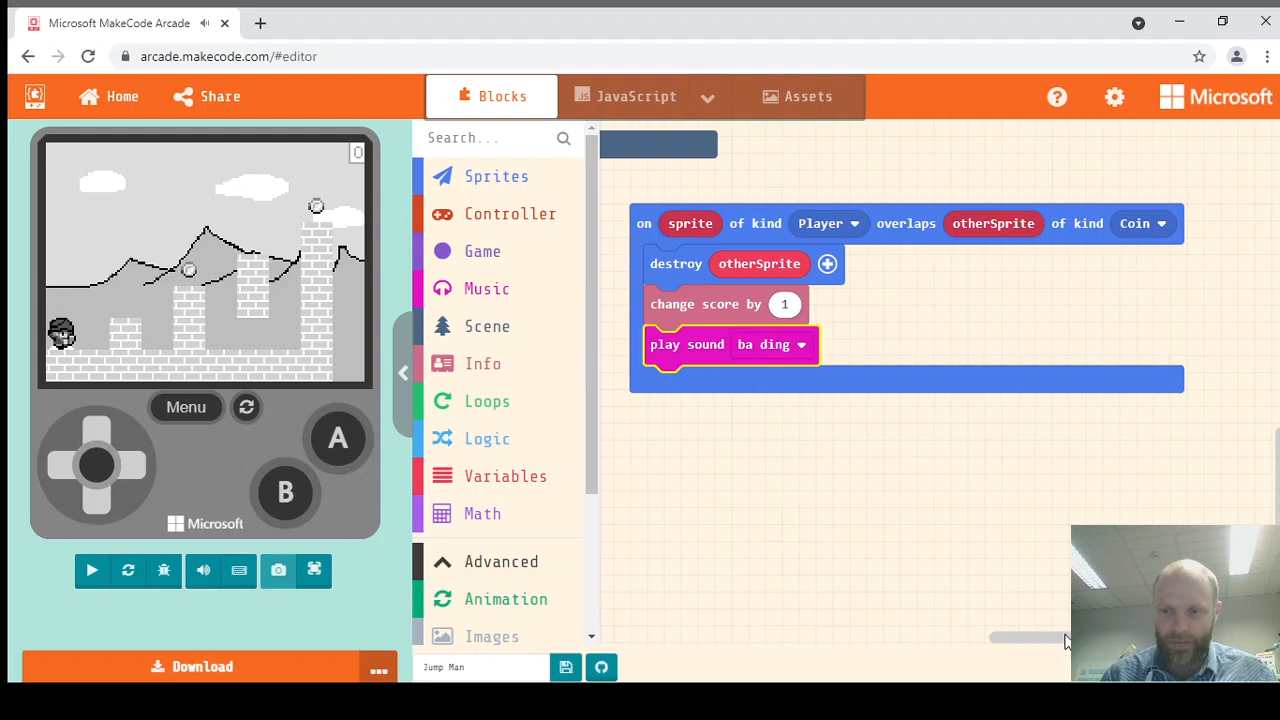 Microsoft MakeCode Arcade
arcade.makecode.com/#editor
Home
Share
Blocks
JavaScript
Assets
Microsoft
0
Menu
A
B
Microsoft
Download
...
Search...
Sprites
Controller
Game
Music
Scene
Info
Loops
Logic
Variables
Math
Advanced
Animation
Images
Jump Man
on sprite of kind Player overlaps otherSprite of kind Coin
destroy otherSprite
change score by 1
play sound ba ding